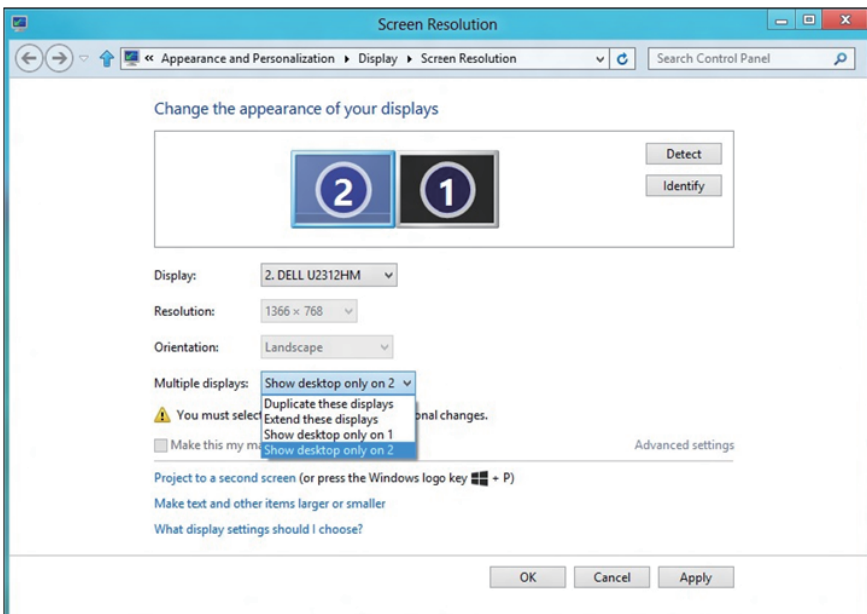 Screen Resolution
« Appearance and Personalization ▸ Display ▸ Screen Resolution
Search Control Panel
Change the appearance of your displays
2
1
Detect
Identify
Display:
2. DELL U2312HM
Resolution:
1366 × 768
Orientation:
Landscape
Multiple displays:
Show desktop only on 2
Duplicate these displays
Extend these displays
Show desktop only on 1
Show desktop only on 2
You must select onal changes.
Make this my
Advanced settings
Project to a second screen (or press the Windows logo key + P)
Make text and other items larger or smaller
What display settings should I choose?
OK
Cancel
Apply